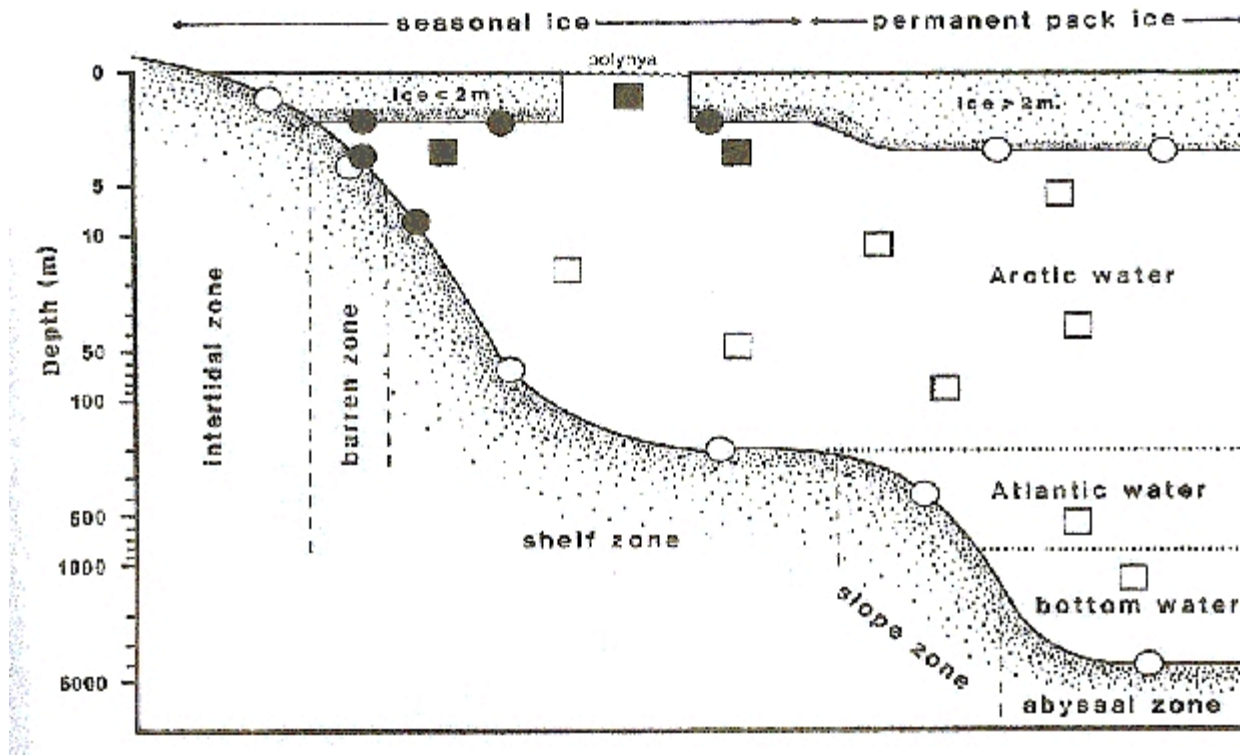 seasonal ice permanent pack ice
polynya
0
Ice < 2m
Ice > 2m.
5
10
Arctic water
Depth (m)
intertidal zone
barren zone
50
100
Atlantic water
500
shelf zone
1000
slope zone
bottom water
5000
abyssal zone